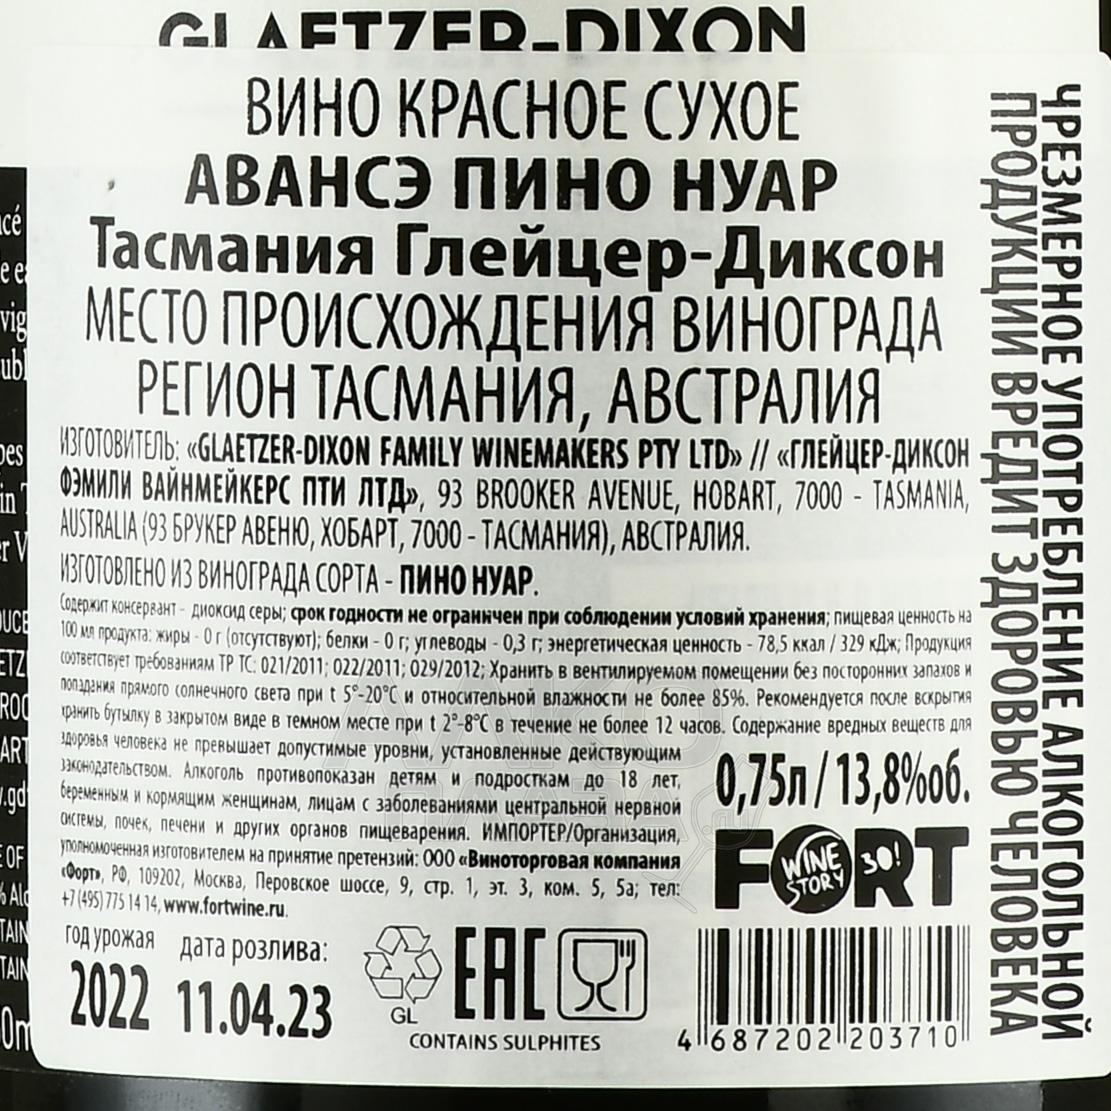 GLAETZER-DIXON
ВИНО КРАСНОЕ СУХОЕ
АВАНСЭ ПИНО НУАР
Тасмания Глейцер-Диксон
МЕСТО ПРОИСХОЖДЕНИЯ ВИНОГРАДА
РЕГИОН ТАСМАНИЯ, АВСТРАЛИЯ
ИЗГОТОВИТЕЛЬ: «GLAETZER-DIXON FAMILY WINEMAKERS PTY LTD» // «ГЛЕЙЦЕР-ДИКСОН
ФЭМИЛИ ВАЙНМЕЙКЕРС ПТИ ЛТД», 93 BROOKER AVENUE, HOBART, 7000 - TASMANIA,
AUSTRALIA (93 БРУКЕР АВЕНЮ, ХОБАРТ, 7000 - ТАСМАНИЯ), АВСТРАЛИЯ.
ИЗГОТОВЛЕНО ИЗ ВИНОГРАДА СОРТА - ПИНО НУАР.
Содержит консервант - диоксид серы; срок годности не ограничен при соблюдении условий хранения; пищевая ценность на
100 мл продукта: жиры - 0 г (отсутствуют); белки - 0 г; углеводы - 0,3 г; энергетическая ценность - 78,5 ккал / 329 кДж; Продукция
соответствует требованиям ТР ТС: 021/2011; 022/2011; 029/2012; Хранить в вентилируемом помещении без посторонних запахов и
попадания прямого солнечного света при t 5°-20°C и относительной влажности не более 85%. Рекомендуется после вскрытия
хранить бутылку в закрытом виде в темном месте при t 2°-8°C в течение не более 12 часов. Содержание вредных веществ для
здоровья человека не превышает допустимые уровни, установленные действующим
законодательством. Алкоголь противопоказан детям и подросткам до 18 лет,
беременным и кормящим женщинам, лицам с заболеваниями центральной нервной
системы, почек, печени и других органов пищеварения. ИМПОРТЕР/Организация,
уполномоченная изготовителем на принятие претензий: ООО «Виноторговая компания
«Форт», РФ, 109202, Москва, Перовское шоссе, 9, стр. 1, эт. 3, ком. 5, 5а; тел:
+7 (495) 775 14 14, www.fortwine.ru.
0,75л / 13,8%об.
FORT
WINE
STORY
30!
год урожая
2022
дата розлива:
11.04.23
GL
EAC
CONTAINS SULPHITES
4 687202 203710
ЧРЕЗМЕРНОЕ УПОТРЕБЛЕНИЕ АЛКОГОЛЬНОЙ
ПРОДУКЦИИ ВРЕДИТ ЗДОРОВЬЮ ЧЕЛОВЕКА